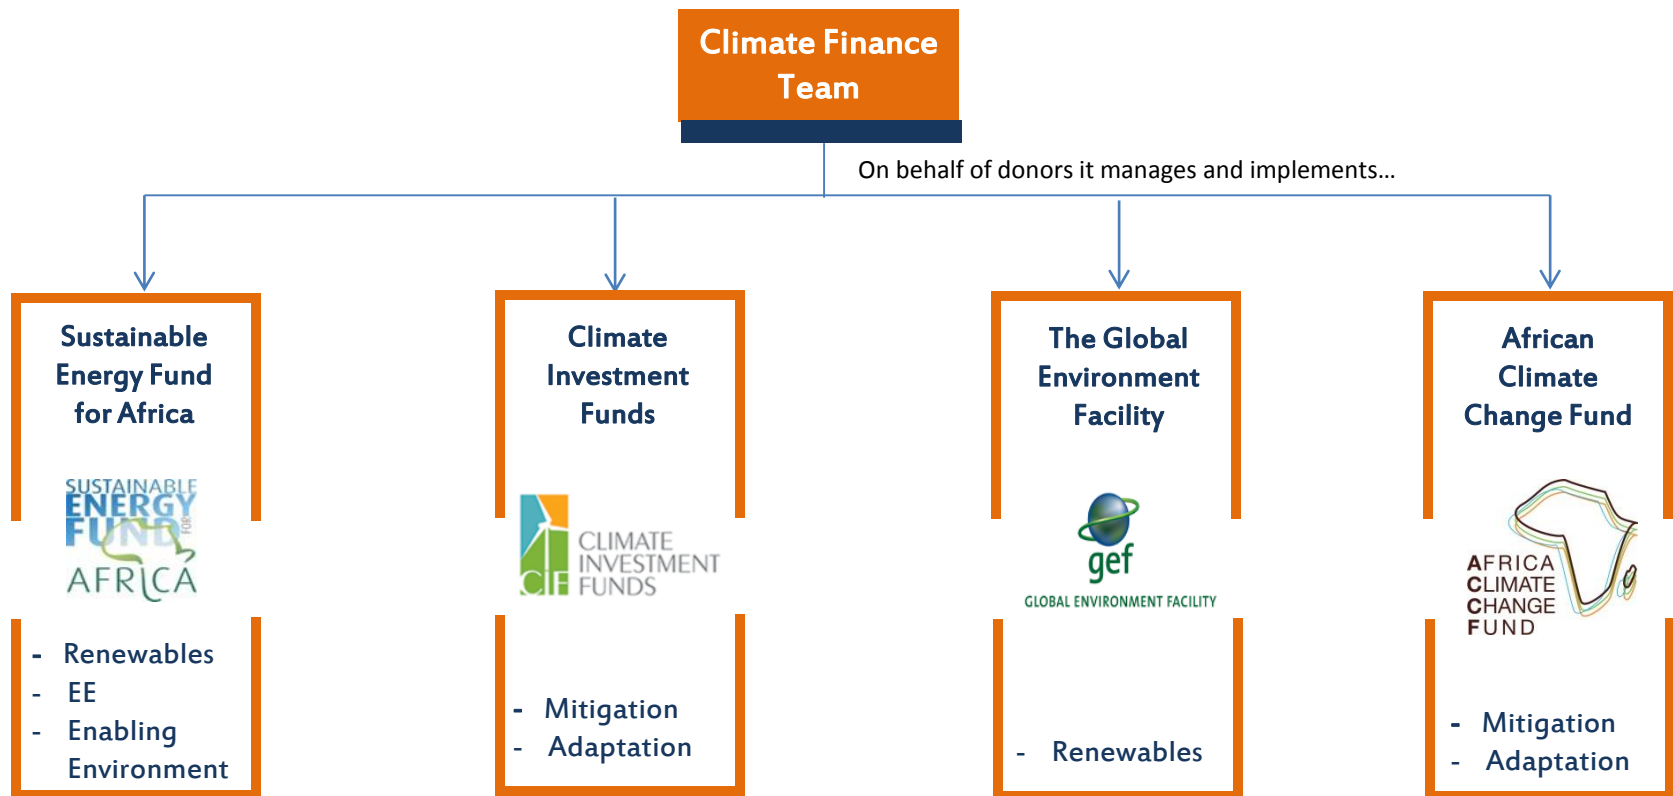 Climate Finance
Team
On behalf of donors it manages and implements...
Sustainable
Energy Fund
for Africa
SUSTAINABLE
ENERGY
FUND FOR
AFRICA
- Renewables
- EE
- Enabling
Environment
Climate
Investment
Funds
CIF
CLIMATE
INVESTMENT
FUNDS
- Mitigation
- Adaptation
The Global
Environment
Facility
gef
GLOBAL ENVIRONMENT FACILITY
- Renewables
African
Climate
Change Fund
AFRICA
CLIMATE
CHANGE
FUND
- Mitigation
- Adaptation